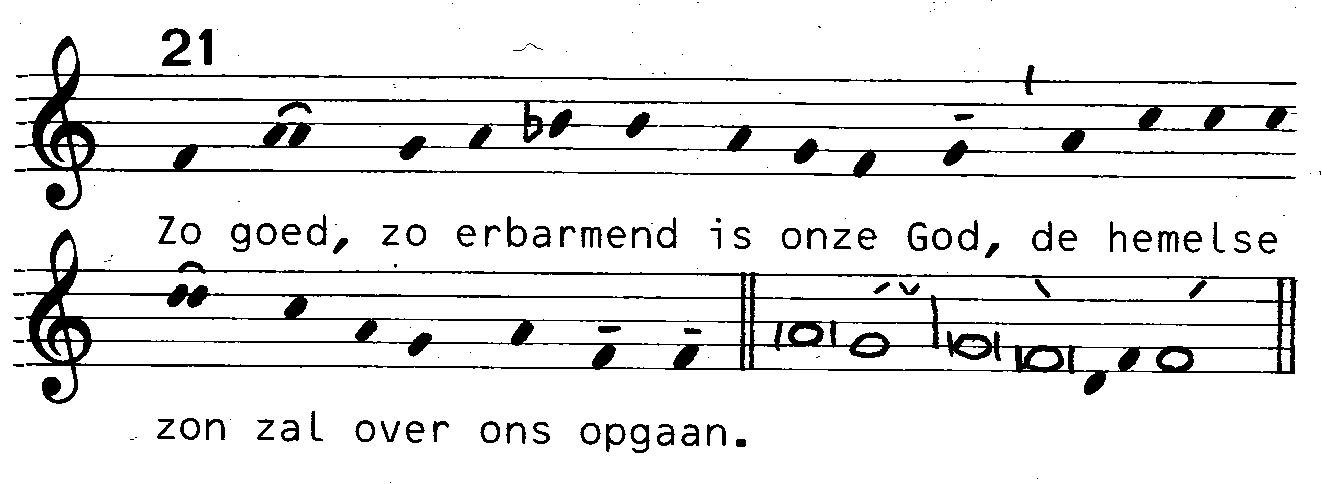 21
Zo goed, zo erbarmend is onze God, de hemelse
zon zal over ons opgaan.